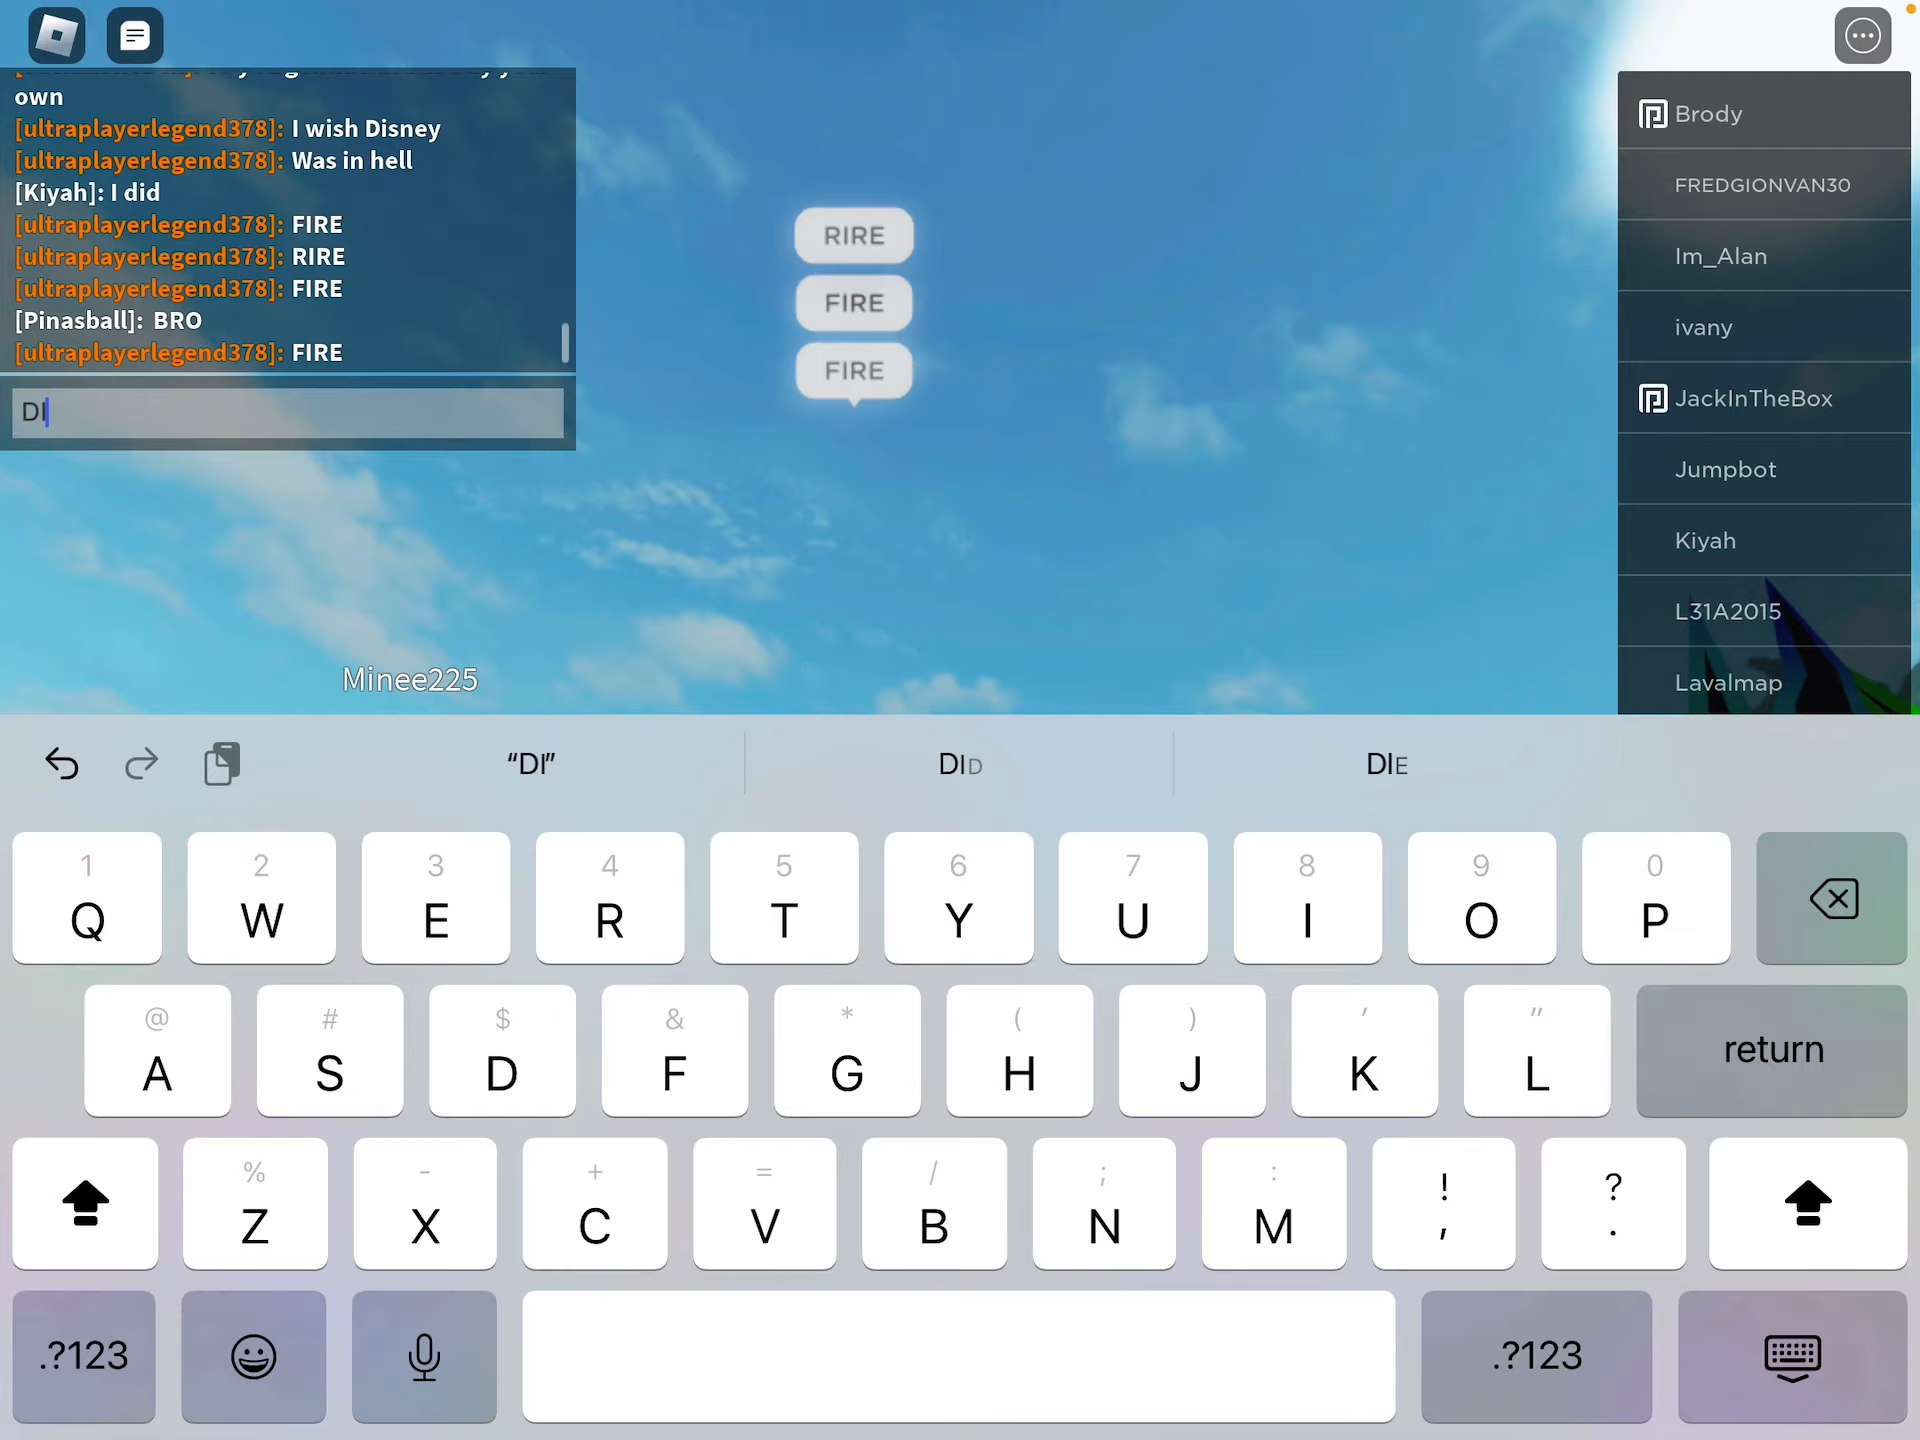 own
[ultraplayerlegend378]: I wish Disney
[ultraplayerlegend378]: Was in hell
[Kiyah]: I did
[ultraplayerlegend378]: FIRE
[ultraplayerlegend378]: RIRE
[ultraplayerlegend378]: FIRE
[Pinasball]: BRO
[ultraplayerlegend378]: FIRE
DI
RIRE
FIRE
FIRE
Minee225
Brody
FREDGIONVAN30
Im_Alan
ivany
JackInTheBox
Jumpbot
Kiyah
L31A2015
Lavalmap
“DI” DID DIE
1 2 3 4 5 6 7 8 9 0
Q W E R T Y U I O P
@ # $ & * ( ) ' "
A S D F G H J K L return
% - + = / ; : ! ?
Z X C V B N M , .
.?123 .?123